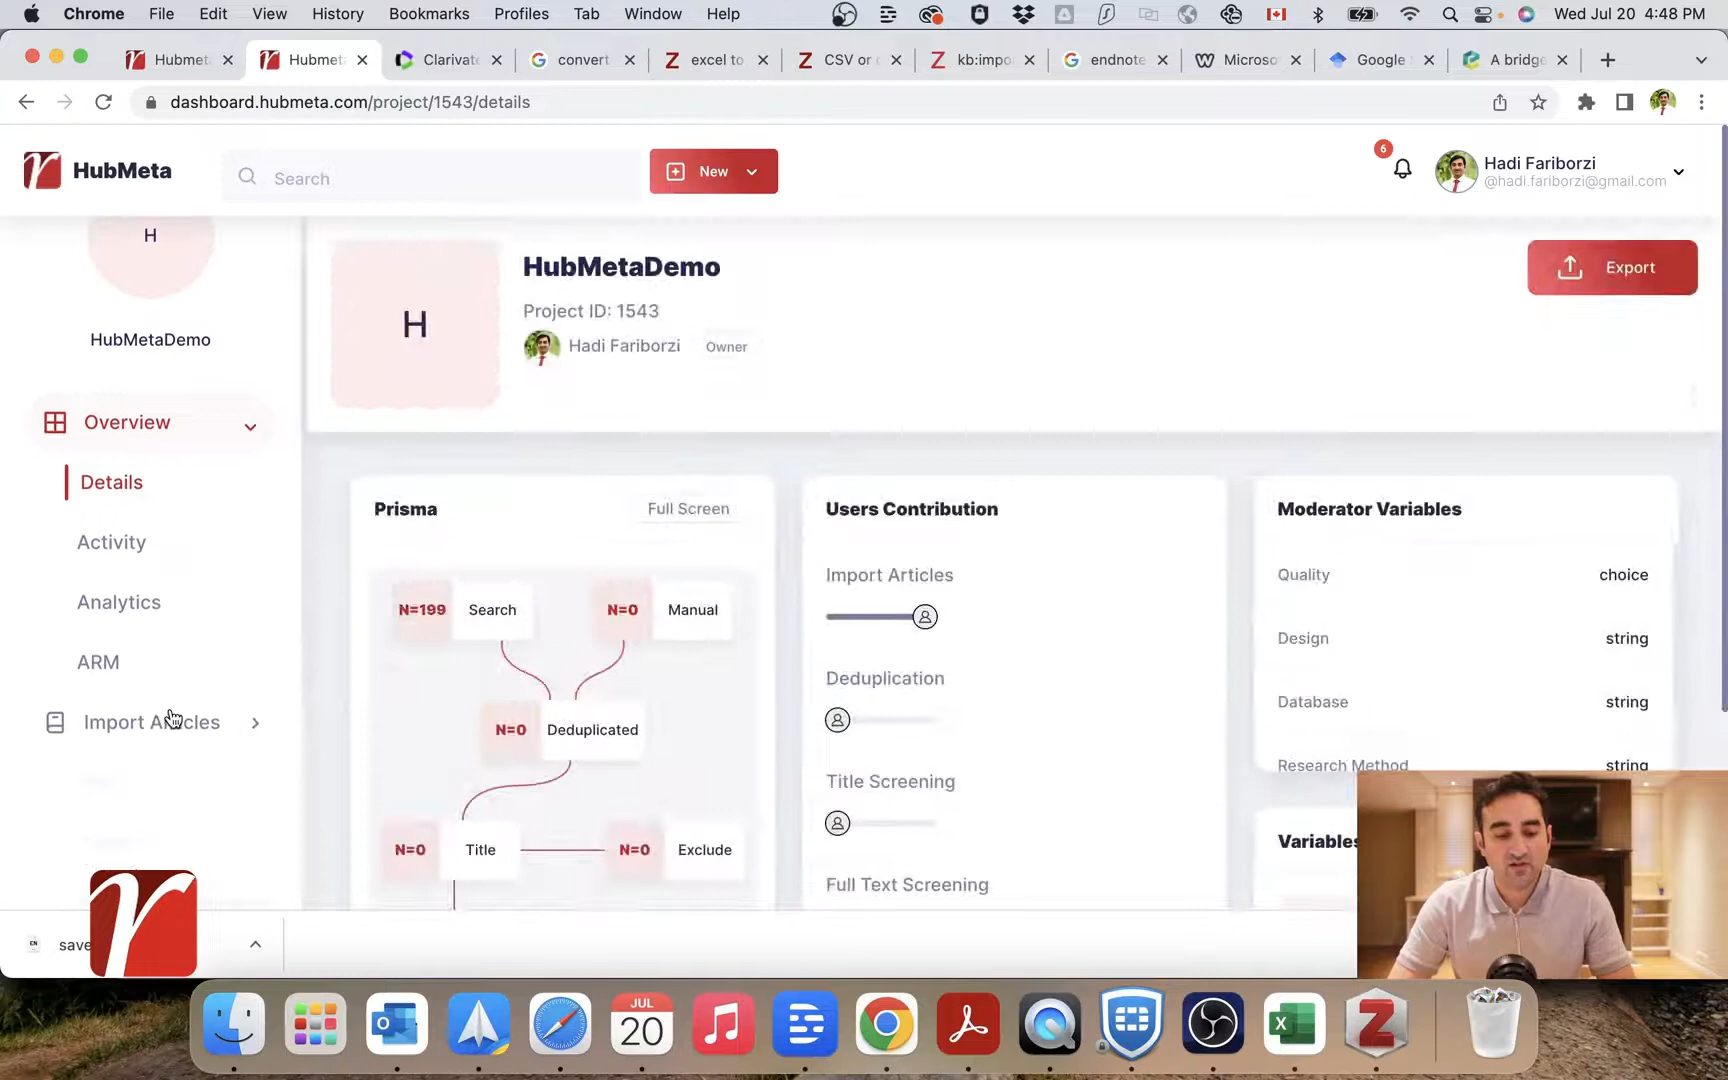 Chrome File Edit View History Bookmarks Profiles Tab Window Help Wed Jul 20 4:48 PM
Hubmeta Hubmeta Clarivate convert excel to CSV or kb:impo endnote Microso Google A bridge
dashboard.hubmeta.com/project/1543/details
HubMeta
Search
New
6
Hadi Fariborzi
@hadi.fariborzi@gmail.com
H
HubMetaDemo
Overview
Details
Activity
Analytics
ARM
Import Articles
H
HubMetaDemo
Project ID: 1543
Hadi Fariborzi Owner
Export
Prisma Full Screen
N=199 Search N=0 Manual
N=0 Deduplicated
N=0 Title N=0 Exclude
Users Contribution
Import Articles
Deduplication
Title Screening
Full Text Screening
Moderator Variables
Quality choice
Design string
Database string
Research Method string
Variables
EN save
r
JUL
20